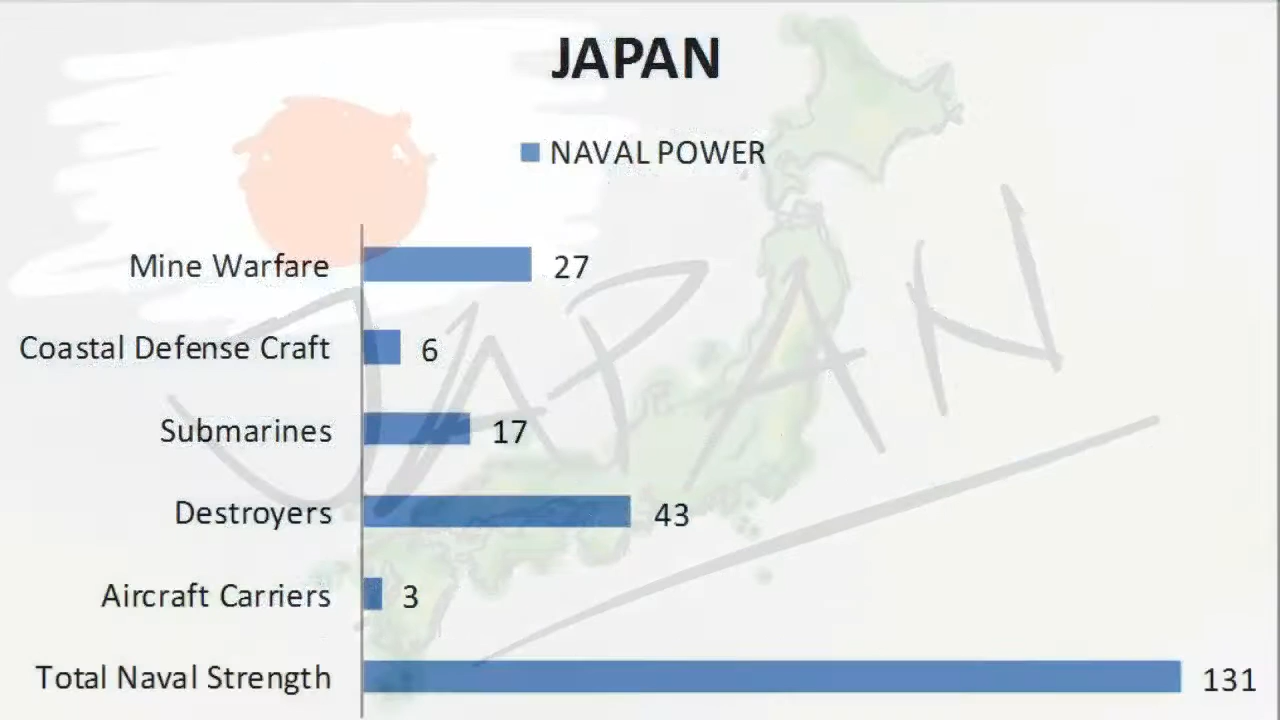 JAPAN
NAVAL POWER
Mine Warfare 27
Coastal Defense Craft 6
Submarines 17
Destroyers 43
Aircraft Carriers 3
Total Naval Strength 131
JAPAN